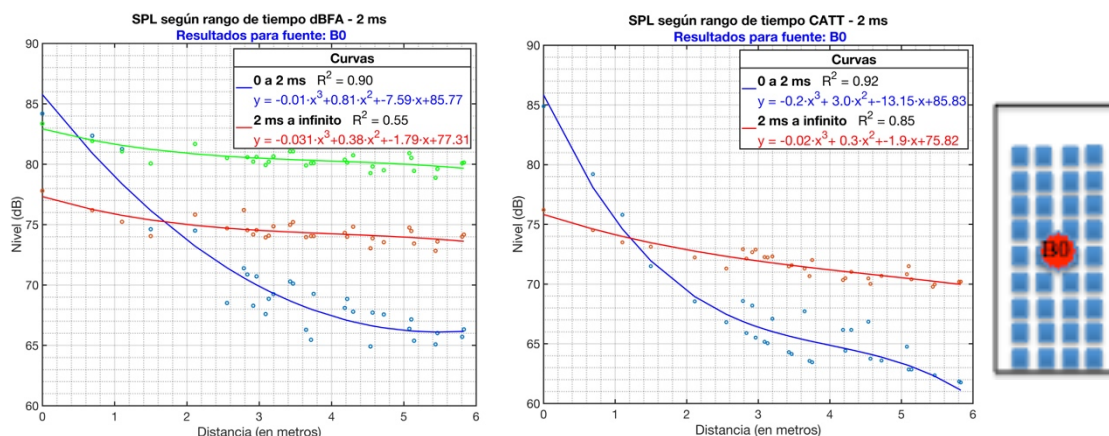 SPL según rango de tiempo dBFA - 2 ms
Resultados para fuente: B0
Curvas
0 a 2 ms R² = 0.90
y = -0.01·x³+0.81·x²+-7.59·x+85.77
2 ms a infinito R² = 0.55
y = -0.031·x³+0.38·x²+-1.79·x+77.31
Nivel (dB)
90
85
80
75
70
65
60
0 1 2 3 4 5 6
Distancia (en metros)
SPL según rango de tiempo CATT - 2 ms
Resultados para fuente: B0
Curvas
0 a 2 ms R² = 0.92
y = -0.2·x³+ 3.0·x²+-13.15·x+85.83
2 ms a infinito R² = 0.85
y = -0.02·x³+ 0.3·x²+-1.9·x+75.82
Nivel (dB)
90
85
80
75
70
65
60
0 1 2 3 4 5 6
Distancia (en metros)
B0